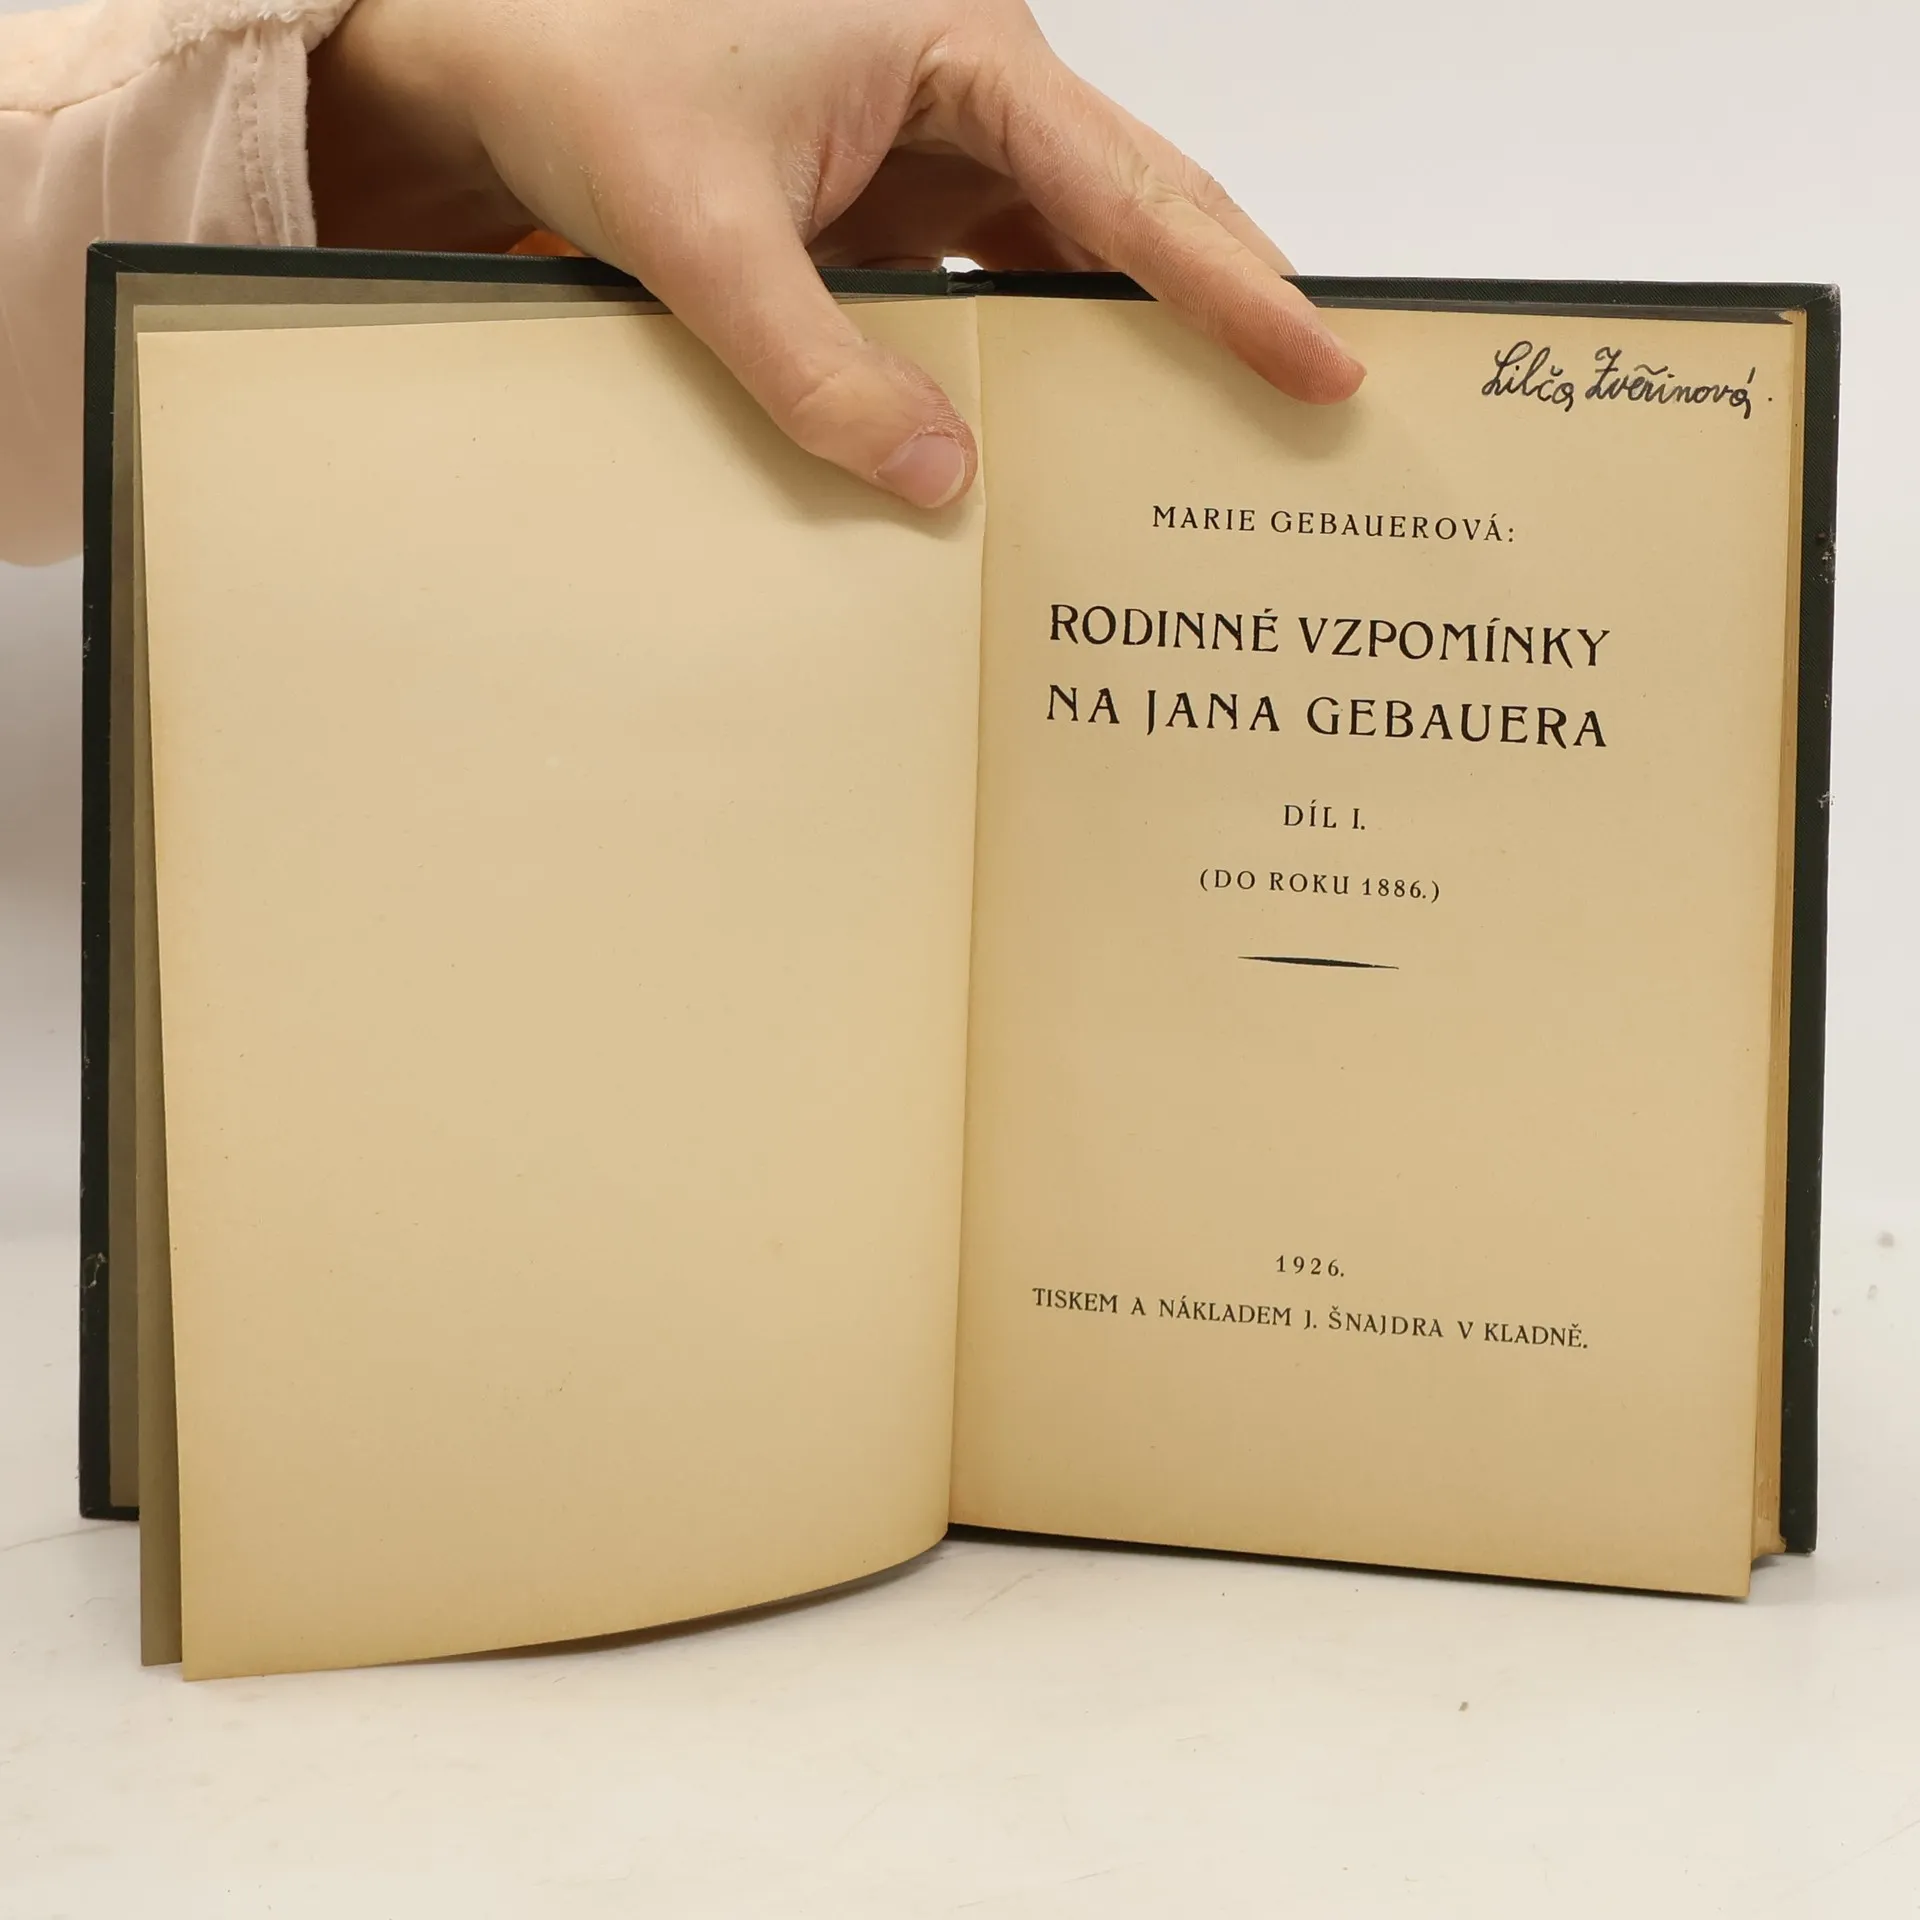 Lilča Zvěřinová.
MARIE GEBAUEROVÁ:
RODINNÉ VZPOMÍNKY
NA JANA GEBAUERA
DÍL I.
(DO ROKU 1886.)
1926.
TISKEM A NÁKLADEM J. ŠNAJDRA V KLADNĚ.